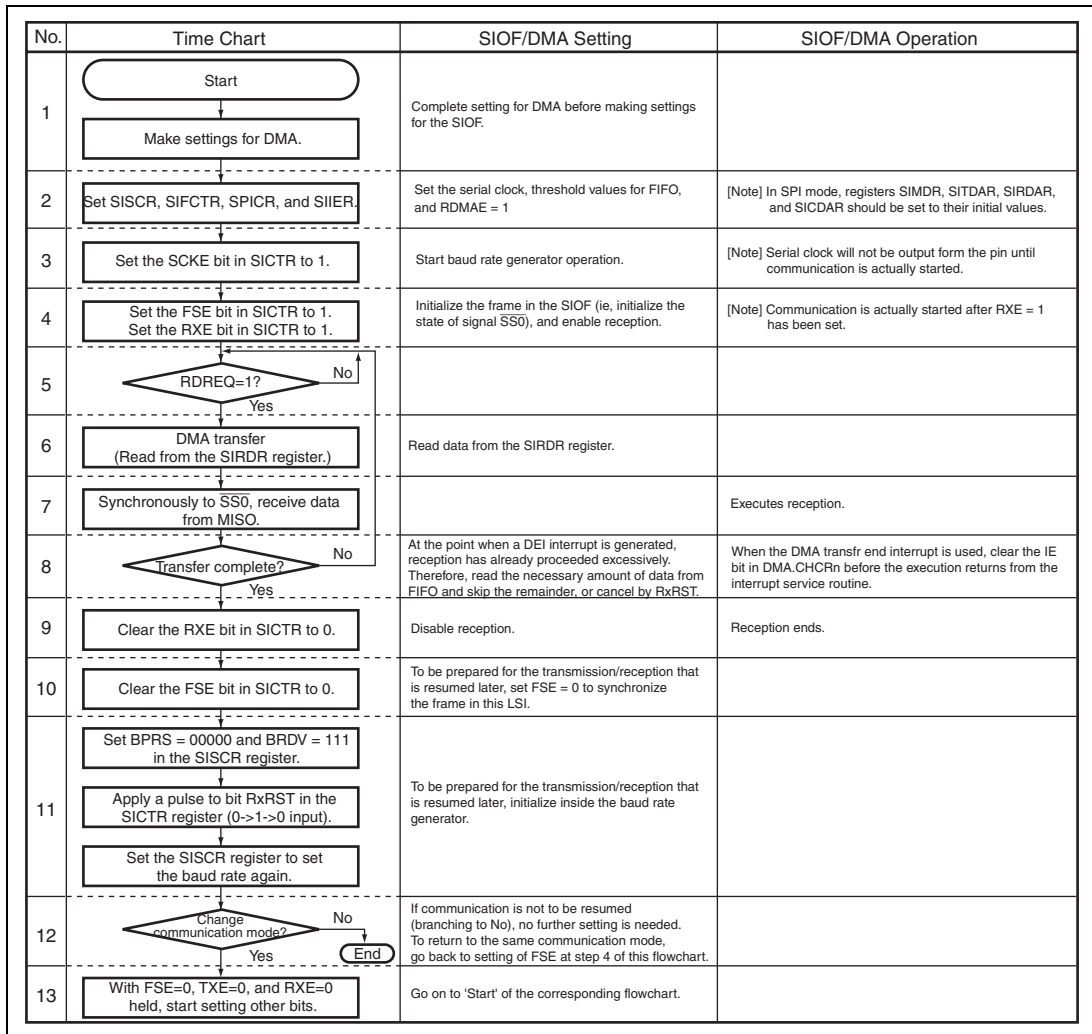 No.
Time Chart
SIOF/DMA Setting
SIOF/DMA Operation
1
Start
Make settings for DMA.
Complete setting for DMA before making settings
for the SIOF.
2
Set SISCR, SIFCTR, SPICR, and SIIER.
Set the serial clock, threshold values for FIFO,
and RDMAE = 1
[Note] In SPI mode, registers SIMDR, SITDAR, SIRDAR,
and SICDAR should be set to their initial values.
3
Set the SCKE bit in SICTR to 1.
Start baud rate generator operation.
[Note] Serial clock will not be output form the pin until
communication is actually started.
4
Set the FSE bit in SICTR to 1.
Set the RXE bit in SICTR to 1.
Initialize the frame in the SIOF (ie, initialize the
state of signal SS0), and enable reception.
[Note] Communication is actually started after RXE = 1
has been set.
5
RDREQ=1?
No
Yes
6
DMA transfer
(Read from the SIRDR register.)
Read data from the SIRDR register.
7
Synchronously to SS0, receive data
from MISO.
Executes reception.
8
Transfer complete?
No
Yes
At the point when a DEI interrupt is generated,
reception has already proceeded excessively.
Therefore, read the necessary amount of data from
FIFO and skip the remainder, or cancel by RxRST.
When the DMA transfr end interrupt is used, clear the IE
bit in DMA.CHCRn before the execution returns from the
interrupt service routine.
9
Clear the RXE bit in SICTR to 0.
Disable reception.
Reception ends.
10
Clear the FSE bit in SICTR to 0.
To be prepared for the transmission/reception that
is resumed later, set FSE = 0 to synchronize
the frame in this LSI.
11
Set BPRS = 00000 and BRDV = 111
in the SISCR register.
Apply a pulse to bit RxRST in the
SICTR register (0->1->0 input).
Set the SISCR register to set
the baud rate again.
To be prepared for the transmission/reception that
is resumed later, initialize inside the baud rate
generator.
12
Change
communication mode?
No
Yes
End
If communication is not to be resumed
(branching to No), no further setting is needed.
To return to the same communication mode,
go back to setting of FSE at step 4 of this flowchart.
13
With FSE=0, TXE=0, and RXE=0
held, start setting other bits.
Go on to 'Start' of the corresponding flowchart.